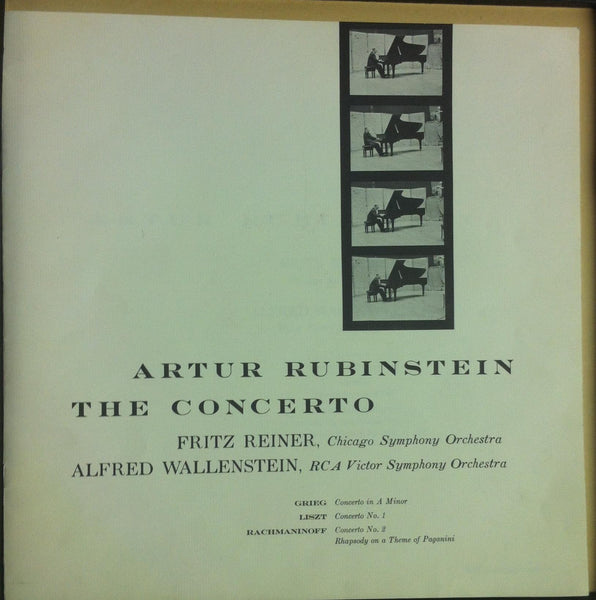 ARTUR RUBINSTEIN
THE CONCERTO
FRITZ REINER, Chicago Symphony Orchestra
ALFRED WALLENSTEIN, RCA Victor Symphony Orchestra
GRIEG Concerto in A Minor
LISZT Concerto No. 1
RACHMANINOFF Concerto No. 2
Rhapsody on a Theme of Paganini